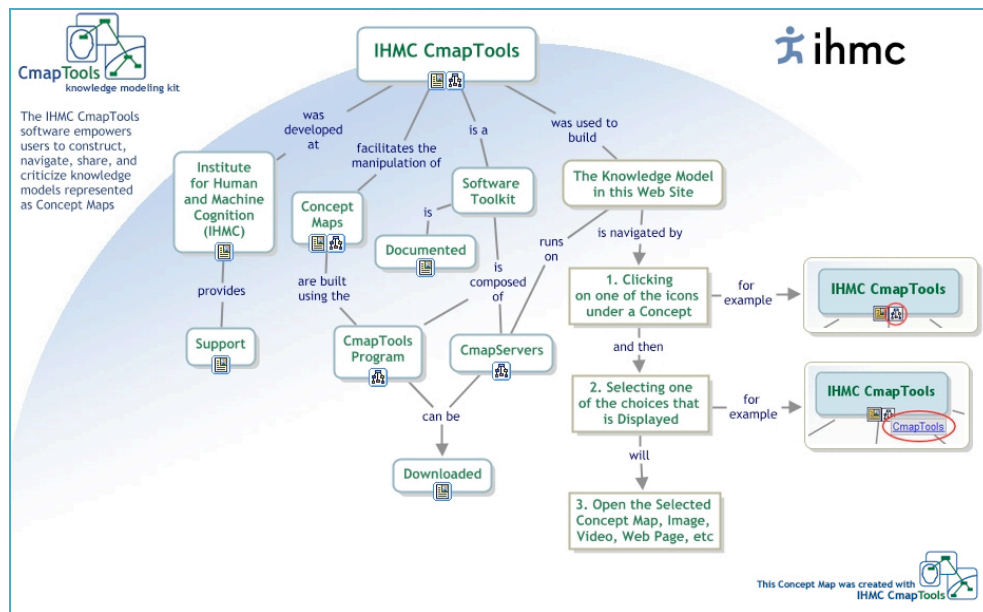 CmapTools
knowledge modeling kit
The IHMC CmapTools
software empowers
users to construct,
navigate, share, and
criticize knowledge
models represented
as Concept Maps
IHMC CmapTools
ihmc
was
developed
at
facilitates the
manipulation of
is a
was used to
build
Institute
for Human
and Machine
Cognition
(IHMC)
Concept
Maps
Software
Toolkit
The Knowledge Model
in this Web Site
is
Documented
provides
are built
using the
is
composed
of
runs
on
is navigated by
1. Clicking
on one of the icons
under a Concept
for
example
IHMC CmapTools
Support
CmapTools
Program
CmapServers
and then
2. Selecting one
of the choices that
is Displayed
for
example
IHMC CmapTools
CmapTools
can be
Downloaded
will
3. Open the Selected
Concept Map, Image,
Video, Web Page, etc
This Concept Map was created with
IHMC CmapTools